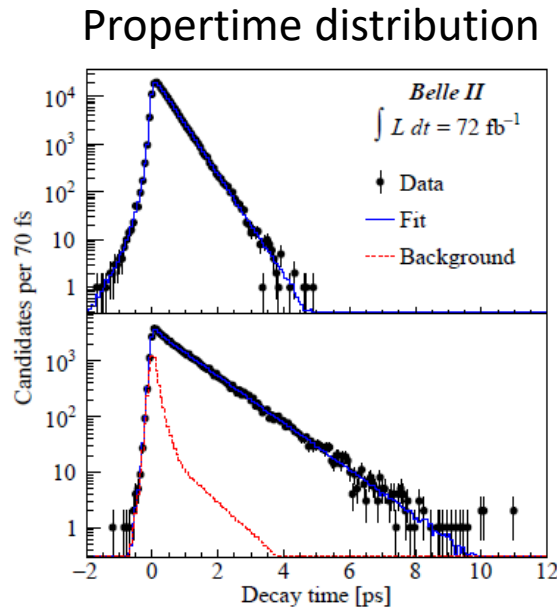 Propertime distribution
Candidates per 70 fs
10⁴
10³
10²
10
1
Belle II
∫ L dt = 72 fb⁻¹
Data
Fit
Background
10³
10²
10
1
−2 0 2 4 6 8 10 12
Decay time [ps]